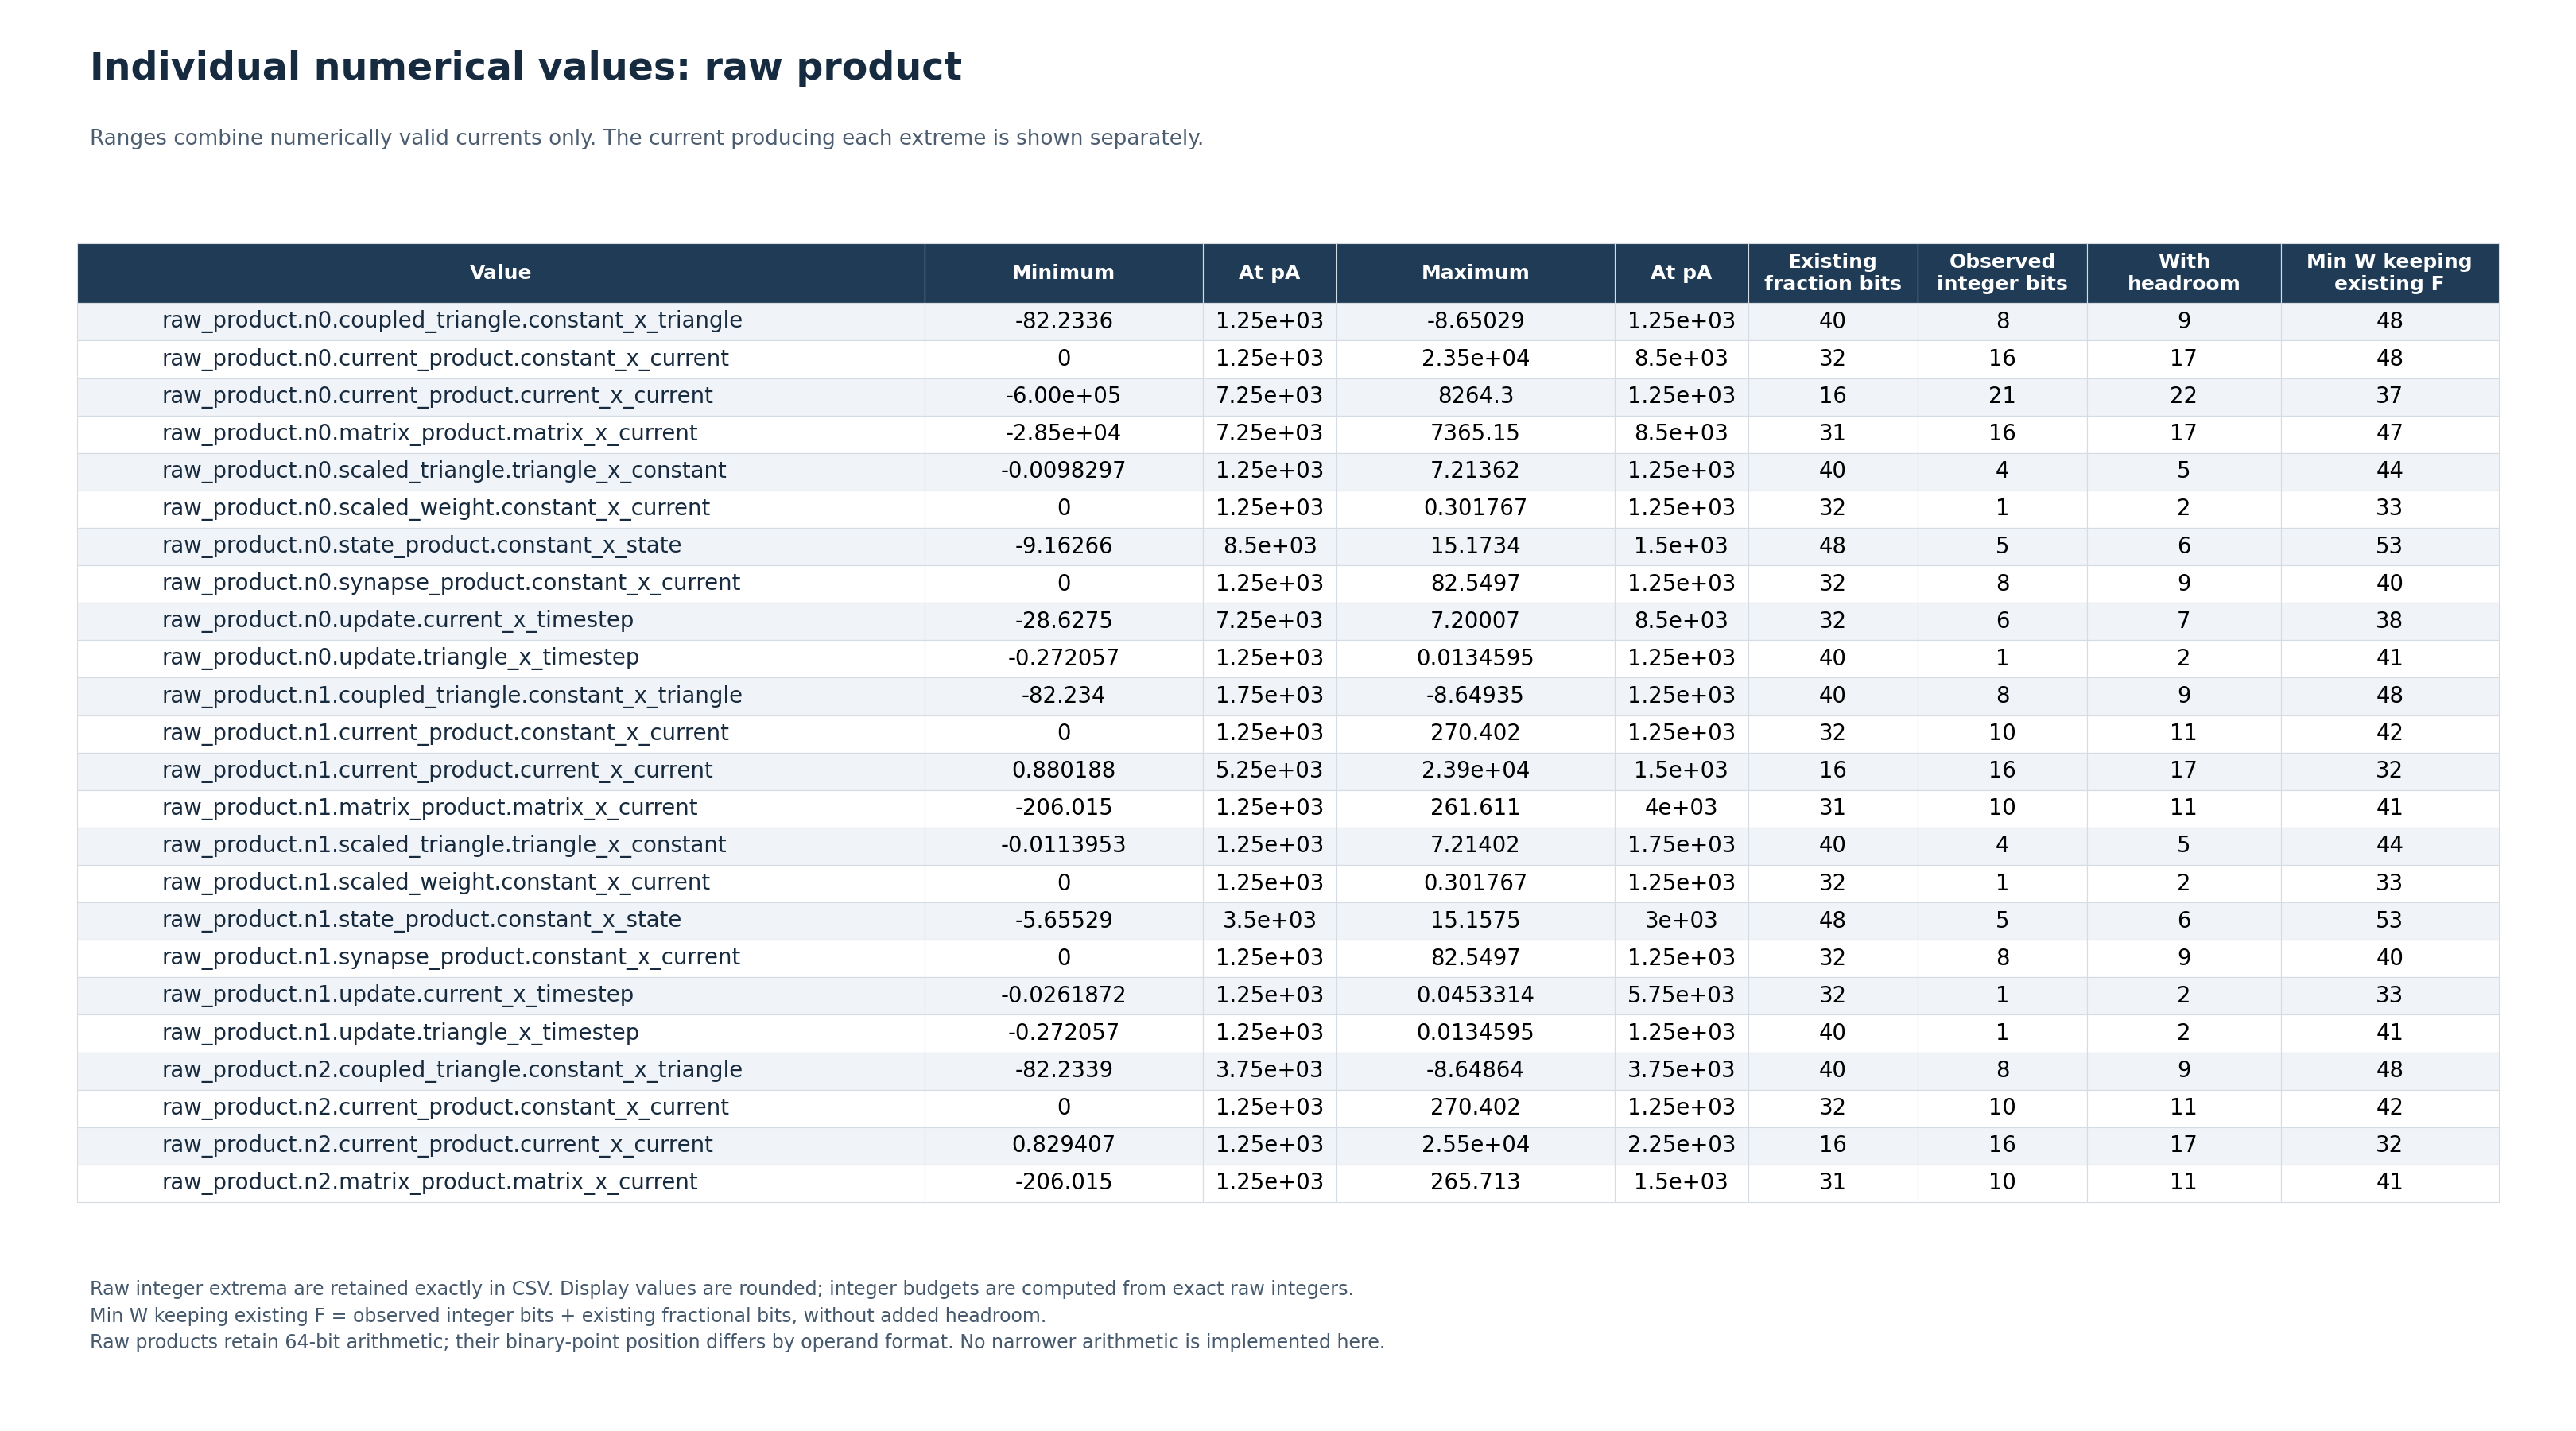 Individual numerical values: raw product
Ranges combine numerically valid currents only. The current producing each extreme is shown separately.
Value Minimum At pA Maximum At pA Existing fraction bits Observed integer bits With headroom Min W keeping existing F
raw_product.n0.coupled_triangle.constant_x_triangle -82.2336 1.25e+03 -8.65029 1.25e+03 40 8 9 48
raw_product.n0.current_product.constant_x_current 0 1.25e+03 2.35e+04 8.5e+03 32 16 17 48
raw_product.n0.current_product.current_x_current -6.00e+05 7.25e+03 8264.3 1.25e+03 16 21 22 37
raw_product.n0.matrix_product.matrix_x_current -2.85e+04 7.25e+03 7365.15 8.5e+03 31 16 17 47
raw_product.n0.scaled_triangle.triangle_x_constant -0.0098297 1.25e+03 7.21362 1.25e+03 40 4 5 44
raw_product.n0.scaled_weight.constant_x_current 0 1.25e+03 0.301767 1.25e+03 32 1 2 33
raw_product.n0.state_product.constant_x_state -9.16266 8.5e+03 15.1734 1.5e+03 48 5 6 53
raw_product.n0.synapse_product.constant_x_current 0 1.25e+03 82.5497 1.25e+03 32 8 9 40
raw_product.n0.update.current_x_timestep -28.6275 7.25e+03 7.20007 8.5e+03 32 6 7 38
raw_product.n0.update.triangle_x_timestep -0.272057 1.25e+03 0.0134595 1.25e+03 40 1 2 41
raw_product.n1.coupled_triangle.constant_x_triangle -82.234 1.75e+03 -8.64935 1.25e+03 40 8 9 48
raw_product.n1.current_product.constant_x_current 0 1.25e+03 270.402 1.25e+03 32 10 11 42
raw_product.n1.current_product.current_x_current 0.880188 5.25e+03 2.39e+04 1.5e+03 16 16 17 32
raw_product.n1.matrix_product.matrix_x_current -206.015 1.25e+03 261.611 4e+03 31 10 11 41
raw_product.n1.scaled_triangle.triangle_x_constant -0.0113953 1.25e+03 7.21402 1.75e+03 40 4 5 44
raw_product.n1.scaled_weight.constant_x_current 0 1.25e+03 0.301767 1.25e+03 32 1 2 33
raw_product.n1.state_product.constant_x_state -5.65529 3.5e+03 15.1575 3e+03 48 5 6 53
raw_product.n1.synapse_product.constant_x_current 0 1.25e+03 82.5497 1.25e+03 32 8 9 40
raw_product.n1.update.current_x_timestep -0.0261872 1.25e+03 0.0453314 5.75e+03 32 1 2 33
raw_product.n1.update.triangle_x_timestep -0.272057 1.25e+03 0.0134595 1.25e+03 40 1 2 41
raw_product.n2.coupled_triangle.constant_x_triangle -82.2339 3.75e+03 -8.64864 3.75e+03 40 8 9 48
raw_product.n2.current_product.constant_x_current 0 1.25e+03 270.402 1.25e+03 32 10 11 42
raw_product.n2.current_product.current_x_current 0.829407 1.25e+03 2.55e+04 2.25e+03 16 16 17 32
raw_product.n2.matrix_product.matrix_x_current -206.015 1.25e+03 265.713 1.5e+03 31 10 11 41
Raw integer extrema are retained exactly in CSV. Display values are rounded; integer budgets are computed from exact raw integers.
Min W keeping existing F = observed integer bits + existing fractional bits, without added headroom.
Raw products retain 64-bit arithmetic; their binary-point position differs by operand format. No narrower arithmetic is implemented here.